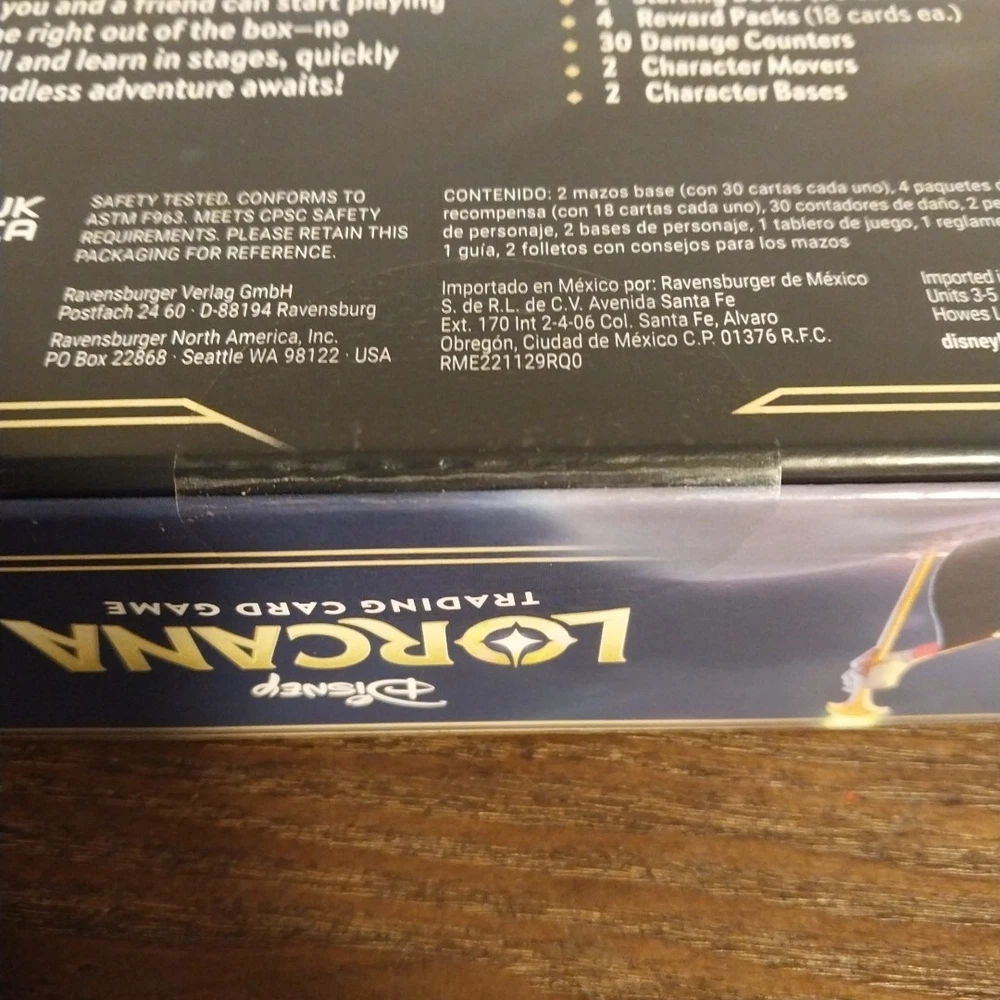 you and a friend can start playing
right out of the box—no
and learn in stages, quickly
adventure awaits!
4 Reward Packs (18 cards ea.)
30 Damage Counters
2 Character Movers
2 Character Bases
UK
CA
SAFETY TESTED. CONFORMS TO
ASTM F963. MEETS CPSC SAFETY
REQUIREMENTS. PLEASE RETAIN THIS
PACKAGING FOR REFERENCE.
Ravensburger Verlag GmbH
Postfach 24 60 · D-88194 Ravensburg
Ravensburger North America, Inc.
PO Box 22868 · Seattle WA 98122 · USA
CONTENIDO: 2 mazos base (con 30 cartas cada uno), 4 paquetes
recompensa (con 18 cartas cada uno), 30 contadores de daño, 2
de personaje, 2 bases de personaje, 1 tablero de juego, 1
1 guía, 2 folletos con consejos para los mazos
Importado en México por: Ravensburger de México
S. de R.L. de C.V. Avenida Santa Fe
Ext. 170 Int 2-4-06 Col. Santa Fe, Alvaro
Obregón, Ciudad de México C.P. 01376 R.F.C.
RME221129RQ0
Imported
Units 3-5
Howes
Disney
LORCANA
TRADING CARD GAME